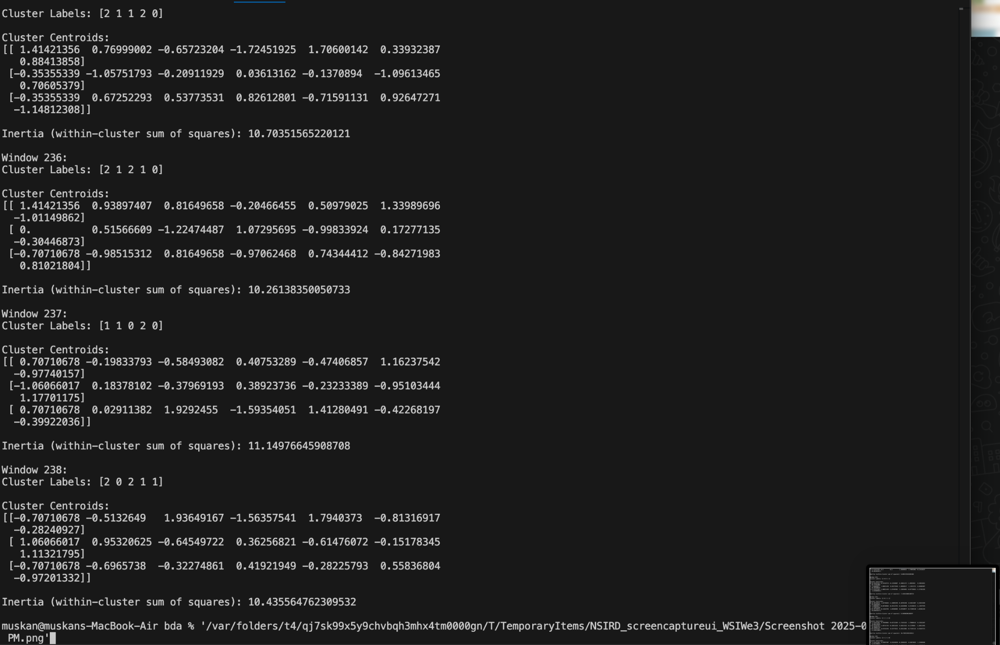 Cluster Labels: [2 1 1 2 0]
Cluster Centroids:
[[ 1.41421356  0.76999002 -0.65723204 -1.72451925  1.70600142  0.33932387
   0.88413858]
 [-0.35355339 -1.05751793 -0.20911929  0.03613162 -0.1370894  -1.09613465
   0.70605379]
 [-0.35355339  0.67252293  0.53773531  0.82612801 -0.71591131  0.92647271
  -1.14812308]]
Inertia (within-cluster sum of squares): 10.70351565220121
Window 236:
Cluster Labels: [2 1 2 1 0]
Cluster Centroids:
[[ 1.41421356  0.93897407  0.81649658 -0.20466455  0.50979025  1.33989696
  -1.01149862]
 [ 0.          0.51566609 -1.22474487  1.07295695 -0.99833924  0.17277135
  -0.30446873]
 [-0.70710678 -0.98515312  0.81649658 -0.97062468  0.74344412 -0.84271983
   0.81021804]]
Inertia (within-cluster sum of squares): 10.26138350050733
Window 237:
Cluster Labels: [1 1 0 2 0]
Cluster Centroids:
[[ 0.70710678 -0.19833793 -0.58493082  0.40753289 -0.47406857  1.16237542
  -0.97740157]
 [-1.06066017  0.18378102 -0.37969193  0.38923736 -0.23233389 -0.95103444
   1.17701175]
 [ 0.70710678  0.02911382  1.9292455  -1.59354051  1.41280491 -0.42268197
  -0.39922036]]
Inertia (within-cluster sum of squares): 11.14976645908708
Window 238:
Cluster Labels: [2 0 2 1 1]
Cluster Centroids:
[[-0.70710678 -0.5132649   1.93649167 -1.56357541  1.7940373  -0.81316917
  -0.28240927]
 [ 1.06066017  0.95320625 -0.64549722  0.36256821 -0.61476072 -0.15178345
   1.11321795]
 [-0.70710678 -0.6965738  -0.32274861  0.41921949 -0.28225793  0.55836804
  -0.97201332]]
Inertia (within-cluster sum of squares): 10.435564762309532
muskan@muskans-MacBook-Air bda % '/var/folders/t4/qj7sk99x5y9chvbqh3mhx4tm0000gn/T/TemporaryItems/NSIRD_screencaptureui_WSIWe3/Screenshot 2025-0
 PM.png'